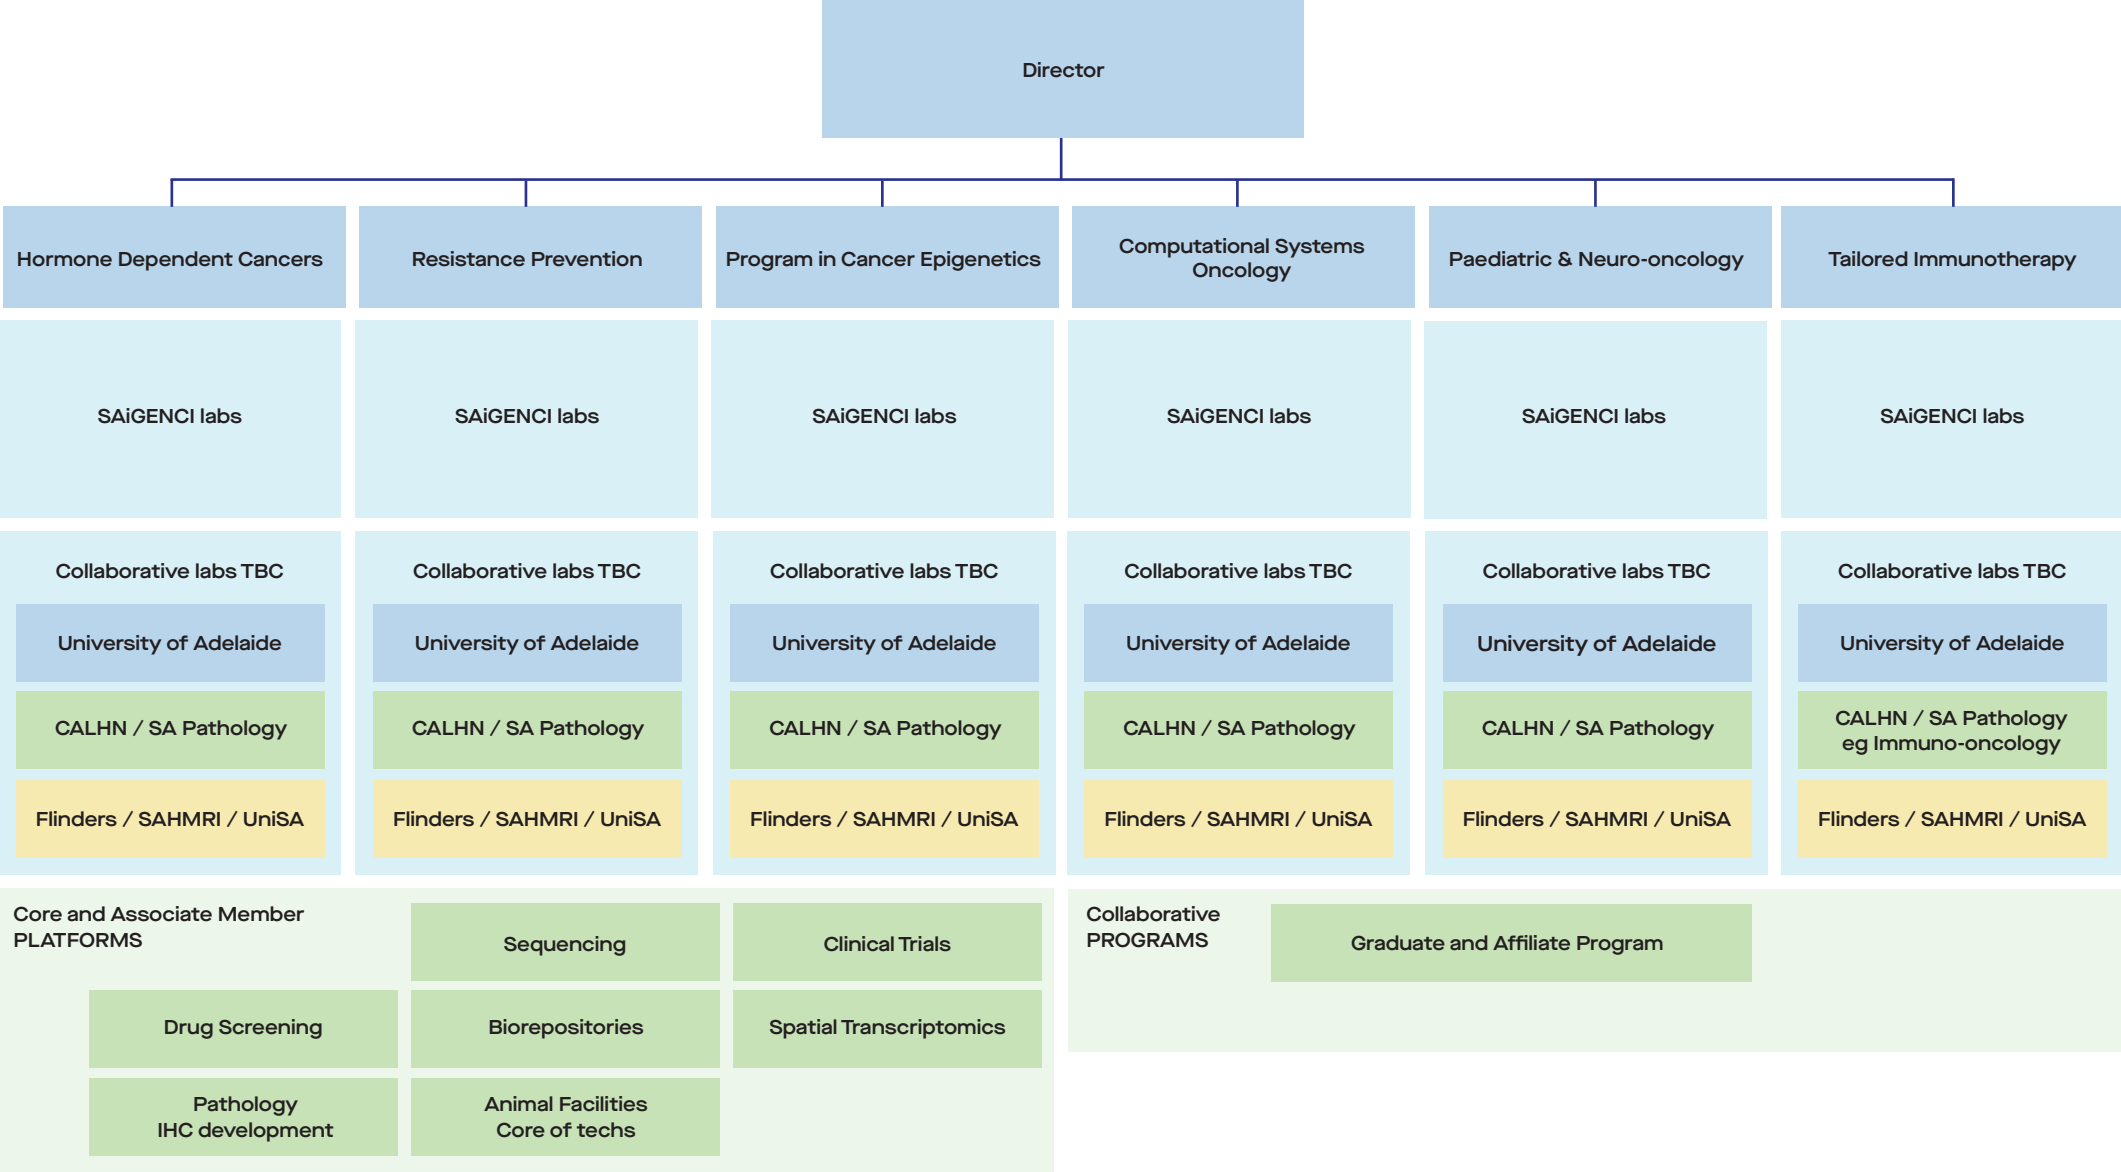 Director
Hormone Dependent Cancers
Resistance Prevention
Program in Cancer Epigenetics
Computational Systems
Oncology
Paediatric & Neuro-oncology
Tailored Immunotherapy
SAiGENCI labs
SAiGENCI labs
SAiGENCI labs
SAiGENCI labs
SAiGENCI labs
SAiGENCI labs
Collaborative labs TBC
Collaborative labs TBC
Collaborative labs TBC
Collaborative labs TBC
Collaborative labs TBC
Collaborative labs TBC
University of Adelaide
University of Adelaide
University of Adelaide
University of Adelaide
University of Adelaide
University of Adelaide
CALHN / SA Pathology
CALHN / SA Pathology
CALHN / SA Pathology
CALHN / SA Pathology
CALHN / SA Pathology
CALHN / SA Pathology
eg Immuno-oncology
Flinders / SAHMRI / UniSA
Flinders / SAHMRI / UniSA
Flinders / SAHMRI / UniSA
Flinders / SAHMRI / UniSA
Flinders / SAHMRI / UniSA
Flinders / SAHMRI / UniSA
Core and Associate Member
PLATFORMS
Sequencing
Clinical Trials
Drug Screening
Biorepositories
Spatial Transcriptomics
Pathology
IHC development
Animal Facilities
Core of techs
Collaborative
PROGRAMS
Graduate and Affiliate Program